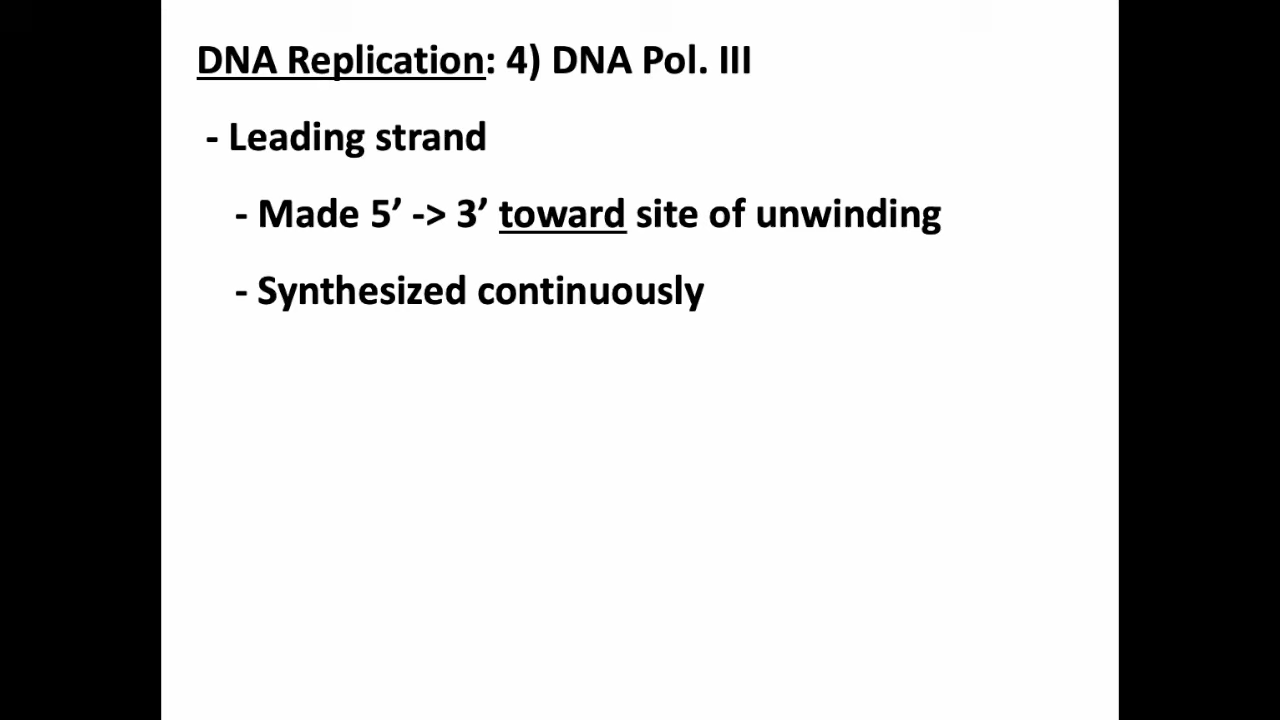 DNA Replication: 4) DNA Pol. III
- Leading strand
- Made 5’ -> 3’ toward site of unwinding
- Synthesized continuously